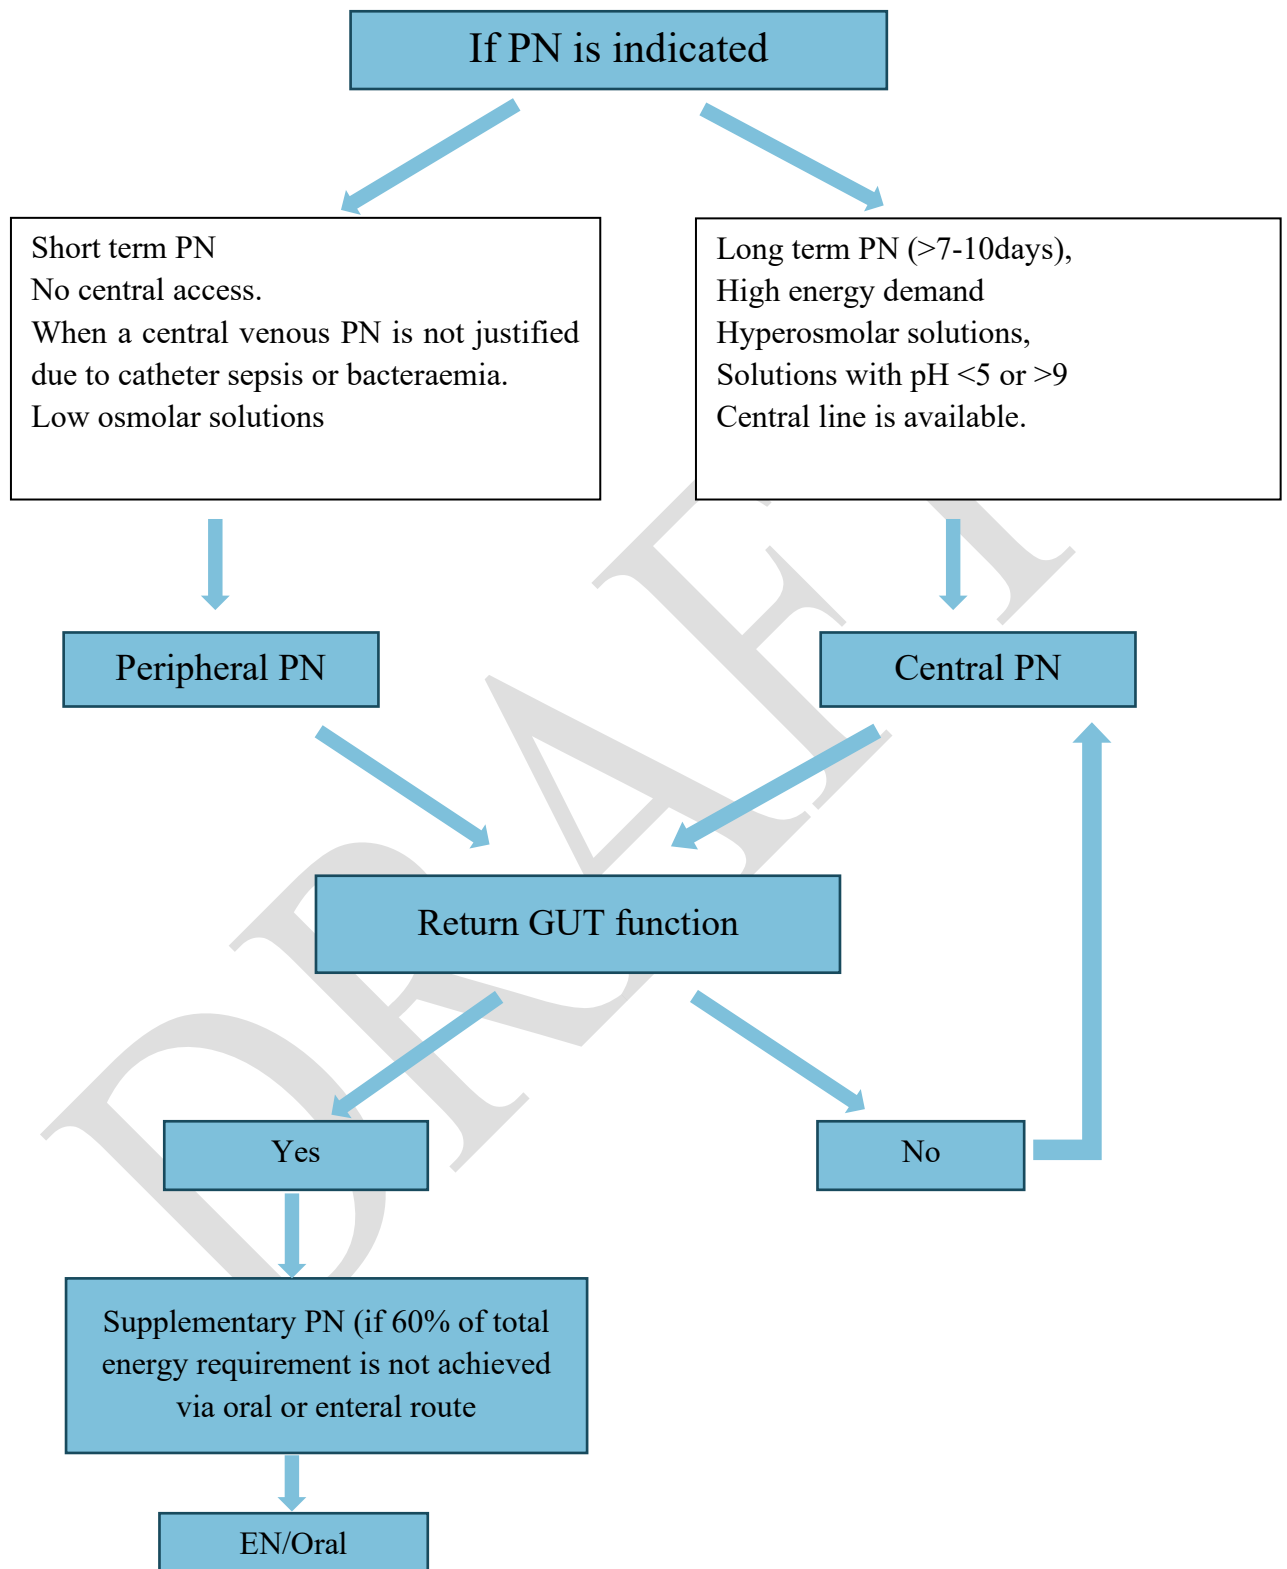 If PN is indicated
Short term PN
No central access.
When a central venous PN is not justified
due to catheter sepsis or bacteraemia.
Low osmolar solutions
Long term PN (>7-10days),
High energy demand
Hyperosmolar solutions,
Solutions with pH <5 or >9
Central line is available.
Peripheral PN
Central PN
Return GUT function
Yes
No
Supplementary PN (if 60% of total
energy requirement is not achieved
via oral or enteral route
EN/Oral
DRAFT